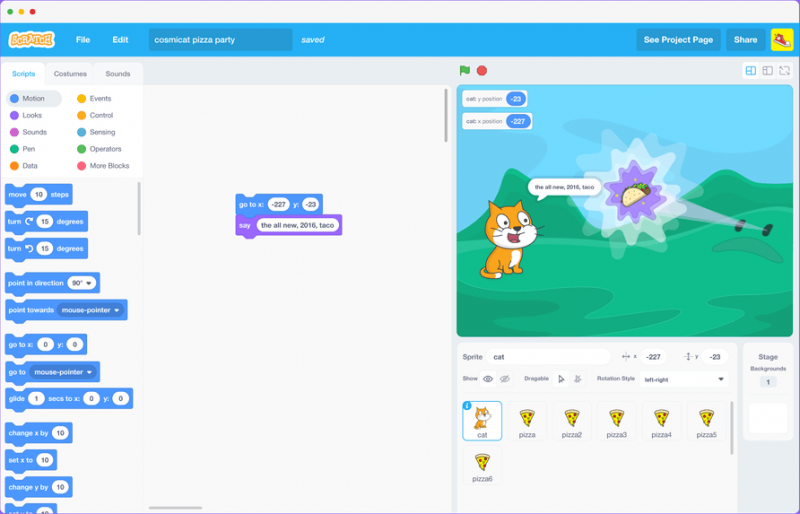 SCRATCH
File
Edit
cosmicat pizza party
saved
See Project Page
Share
Scripts
Costumes
Sounds
Motion
Events
Looks
Control
Sounds
Sensing
Pen
Operators
Data
More Blocks
move 10 steps
turn 15 degrees
turn 15 degrees
point in direction 90°
point towards mouse-pointer
go to x: 0 y: 0
go to mouse-pointer
glide 1 secs to x: 0 y: 0
change x by 10
set x to 10
change y by 10
go to x: -227 y: -23
say the all new, 2016, taco
cat: y position -23
cat: x position -227
the all new, 2016, taco
Sprite cat x -227 y -23
Show Dragable Rotation Style left-right
cat
pizza
pizza2
pizza3
pizza4
pizza5
pizza6
Stage
Backgrounds
1